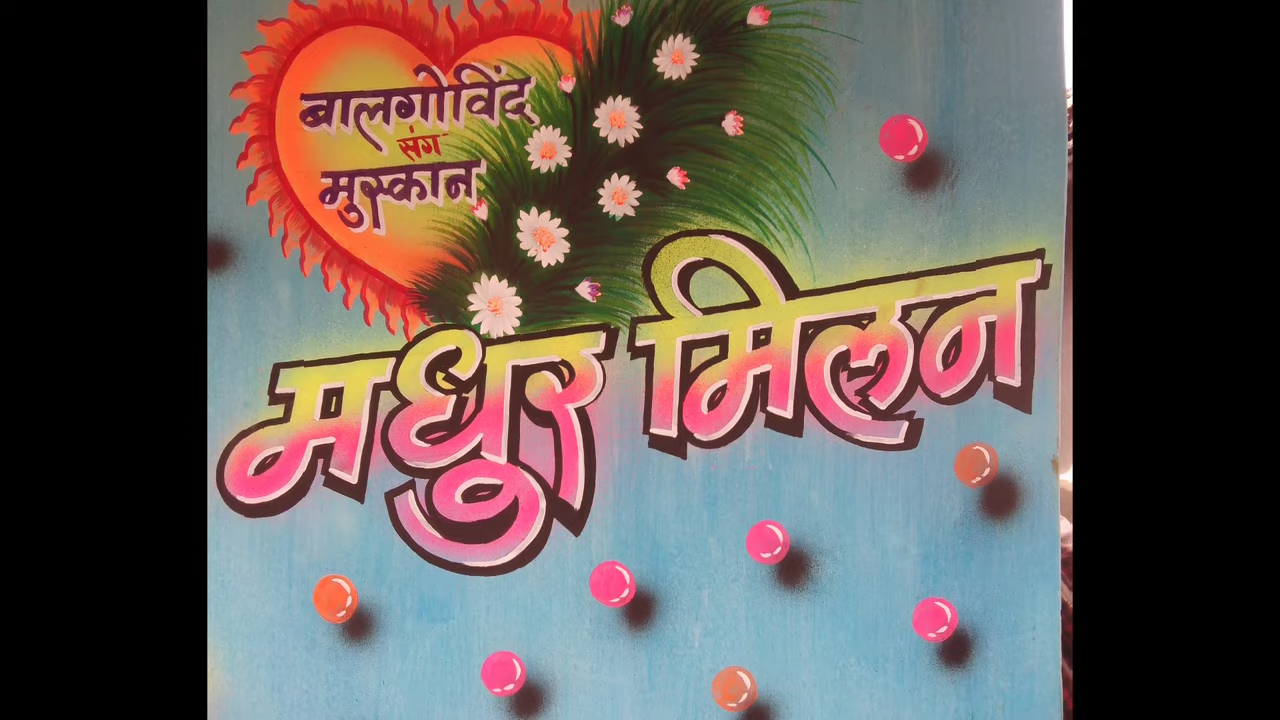 बालगोविंद
संग
मुस्कान
मधुर मिलन